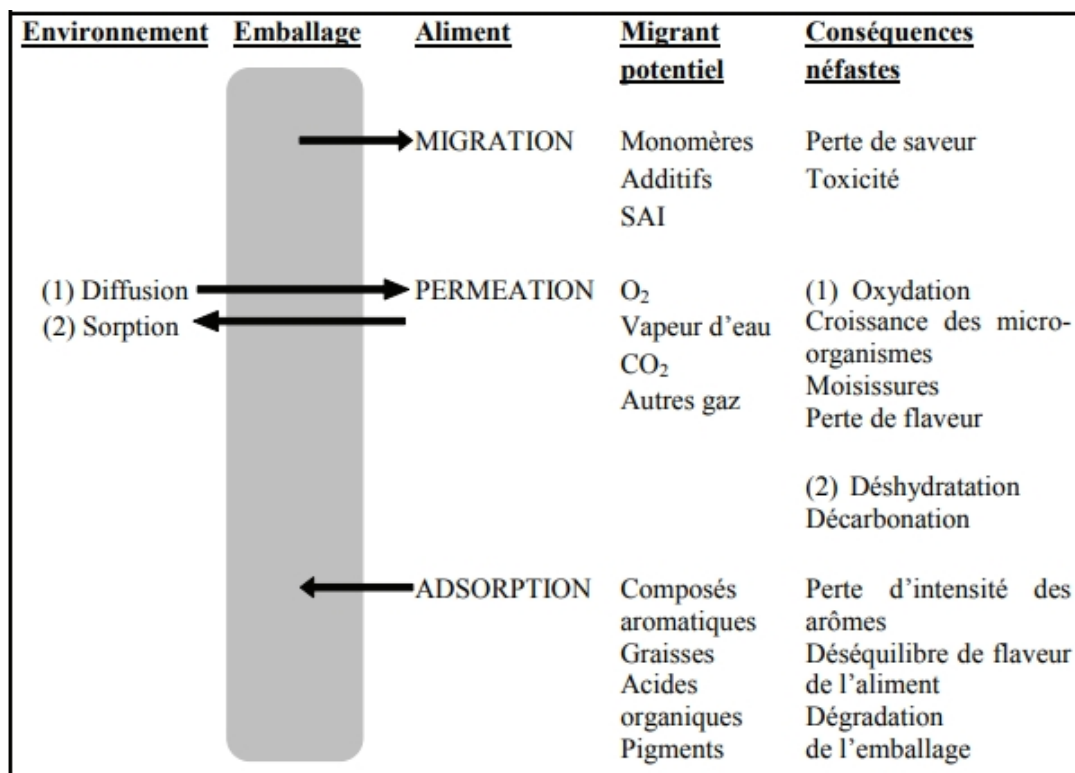 Environnement Emballage Aliment Migrant Conséquences
potentiel néfastes
MIGRATION Monomères Perte de saveur
Additifs Toxicité
SAI
(1) Diffusion PERMEATION O₂ (1) Oxydation
(2) Sorption Vapeur d’eau Croissance des micro-
CO₂ organismes
Autres gaz Moisissures
Perte de flaveur
(2) Déshydratation
Décarbonation
ADSORPTION Composés Perte d’intensité des
aromatiques arômes
Graisses Déséquilibre de flaveur
Acides de l’aliment
organiques Dégradation
Pigments de l’emballage